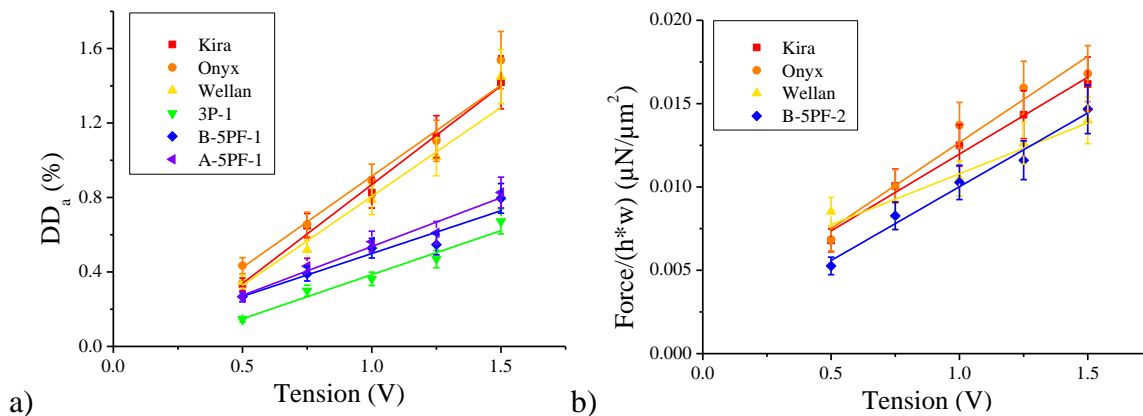 Kira
Onyx
Wellan
3P-1
B-5PF-1
A-5PF-1
DDₐ (%)
1.6
1.2
0.8
0.4
0.0
0.0 0.5 1.0 1.5
Tension (V)
a)
Kira
Onyx
Wellan
B-5PF-2
Force/(h*w) (μN/μm²)
0.020
0.015
0.010
0.005
0.000
0.0 0.5 1.0 1.5
Tension (V)
b)